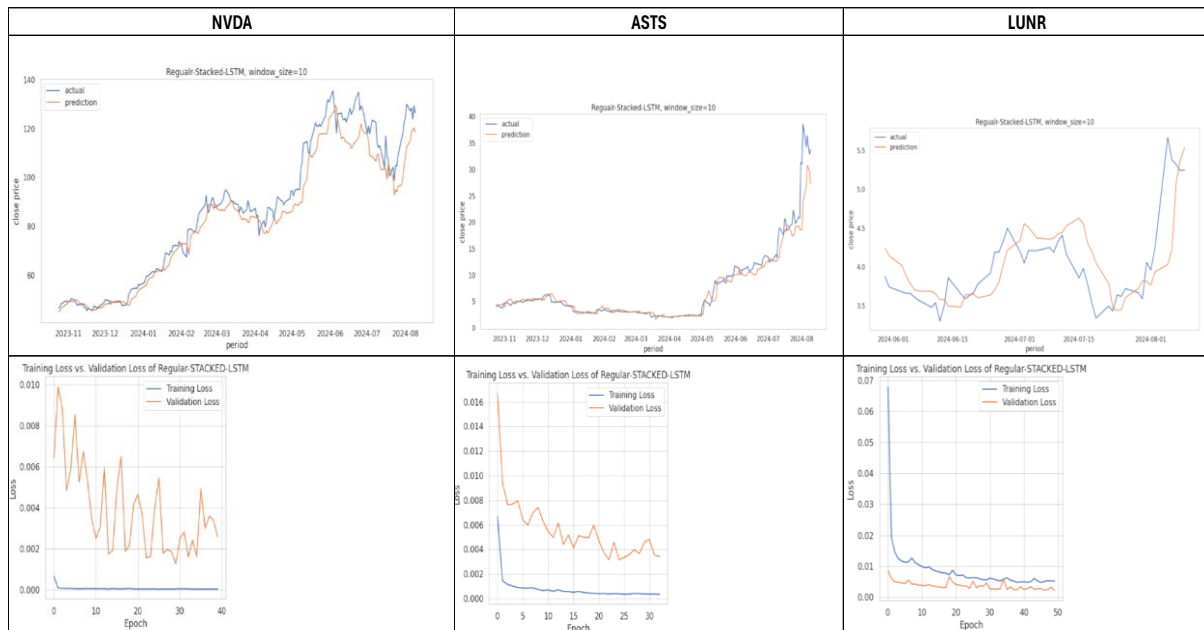 NVDA
ASTS
LUNR
Regualr-Stacked-LSTM, window_size=10
actual
prediction
close price
140
120
100
80
60
2023-11 2023-12 2024-01 2024-02 2024-03 2024-04 2024-05 2024-06 2024-07 2024-08
period
Regualr-Stacked-LSTM, window_size=10
actual
prediction
close price
40
35
30
25
20
15
10
5
0
2023-11 2023-12 2024-01 2024-02 2024-03 2024-04 2024-05 2024-06 2024-07 2024-08
period
Regualr-Stacked-LSTM, window_size=10
actual
prediction
close price
5.5
5.0
4.5
4.0
3.5
2024-06-01 2024-06-15 2024-07-01 2024-07-15 2024-08-01
period
Training Loss vs. Validation Loss of Regular-STACKED-LSTM
Training Loss
Validation Loss
Loss
0.010
0.008
0.006
0.004
0.002
0.000
0 10 20 30 40
Epoch
Training Loss vs. Validation Loss of Regular-STACKED-LSTM
Training Loss
Validation Loss
Loss
0.016
0.014
0.012
0.010
0.008
0.006
0.004
0.002
0.000
0 5 10 15 20 25 30
Epoch
Training Loss vs. Validation Loss of Regular-STACKED-LSTM
Training Loss
Validation Loss
Loss
0.07
0.06
0.05
0.04
0.03
0.02
0.01
0.00
0 10 20 30 40 50
Epoch